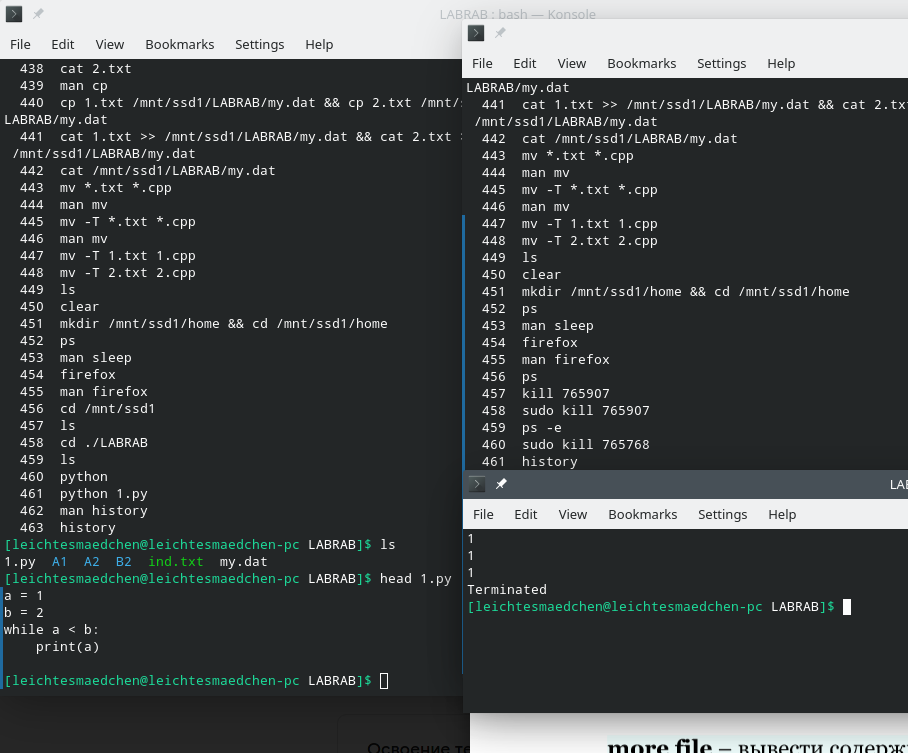 LABRAB : bash — Konsole
File Edit View Bookmarks Settings Help
438 cat 2.txt
439 man cp
440 cp 1.txt /mnt/ssd1/LABRAB/my.dat && cp 2.txt /mnt/s
LABRAB/my.dat
441 cat 1.txt >> /mnt/ssd1/LABRAB/my.dat && cat 2.txt
/mnt/ssd1/LABRAB/my.dat
442 cat /mnt/ssd1/LABRAB/my.dat
443 mv *.txt *.cpp
444 man mv
445 mv -T *.txt *.cpp
446 man mv
447 mv -T 1.txt 1.cpp
448 mv -T 2.txt 2.cpp
449 ls
450 clear
451 mkdir /mnt/ssd1/home && cd /mnt/ssd1/home
452 ps
453 man sleep
454 firefox
455 man firefox
456 cd /mnt/ssd1
457 ls
458 cd ./LABRAB
459 ls
460 python
461 python 1.py
462 man history
463 history
[leichtesmaedchen@leichtesmaedchen-pc LABRAB]$ ls
1.py A1 A2 B2 ind.txt my.dat
[leichtesmaedchen@leichtesmaedchen-pc LABRAB]$ head 1.py
a = 1
b = 2
while a < b:
    print(a)
[leichtesmaedchen@leichtesmaedchen-pc LABRAB]$
File Edit View Bookmarks Settings Help
LABRAB/my.dat
441 cat 1.txt >> /mnt/ssd1/LABRAB/my.dat && cat 2.tx
/mnt/ssd1/LABRAB/my.dat
442 cat /mnt/ssd1/LABRAB/my.dat
443 mv *.txt *.cpp
444 man mv
445 mv -T *.txt *.cpp
446 man mv
447 mv -T 1.txt 1.cpp
448 mv -T 2.txt 2.cpp
449 ls
450 clear
451 mkdir /mnt/ssd1/home && cd /mnt/ssd1/home
452 ps
453 man sleep
454 firefox
455 man firefox
456 ps
457 kill 765907
458 sudo kill 765907
459 ps -e
460 sudo kill 765768
461 history
LAB
File Edit View Bookmarks Settings Help
1
1
1
Terminated
[leichtesmaedchen@leichtesmaedchen-pc LABRAB]$
Освоение те
more file – вывести содерж